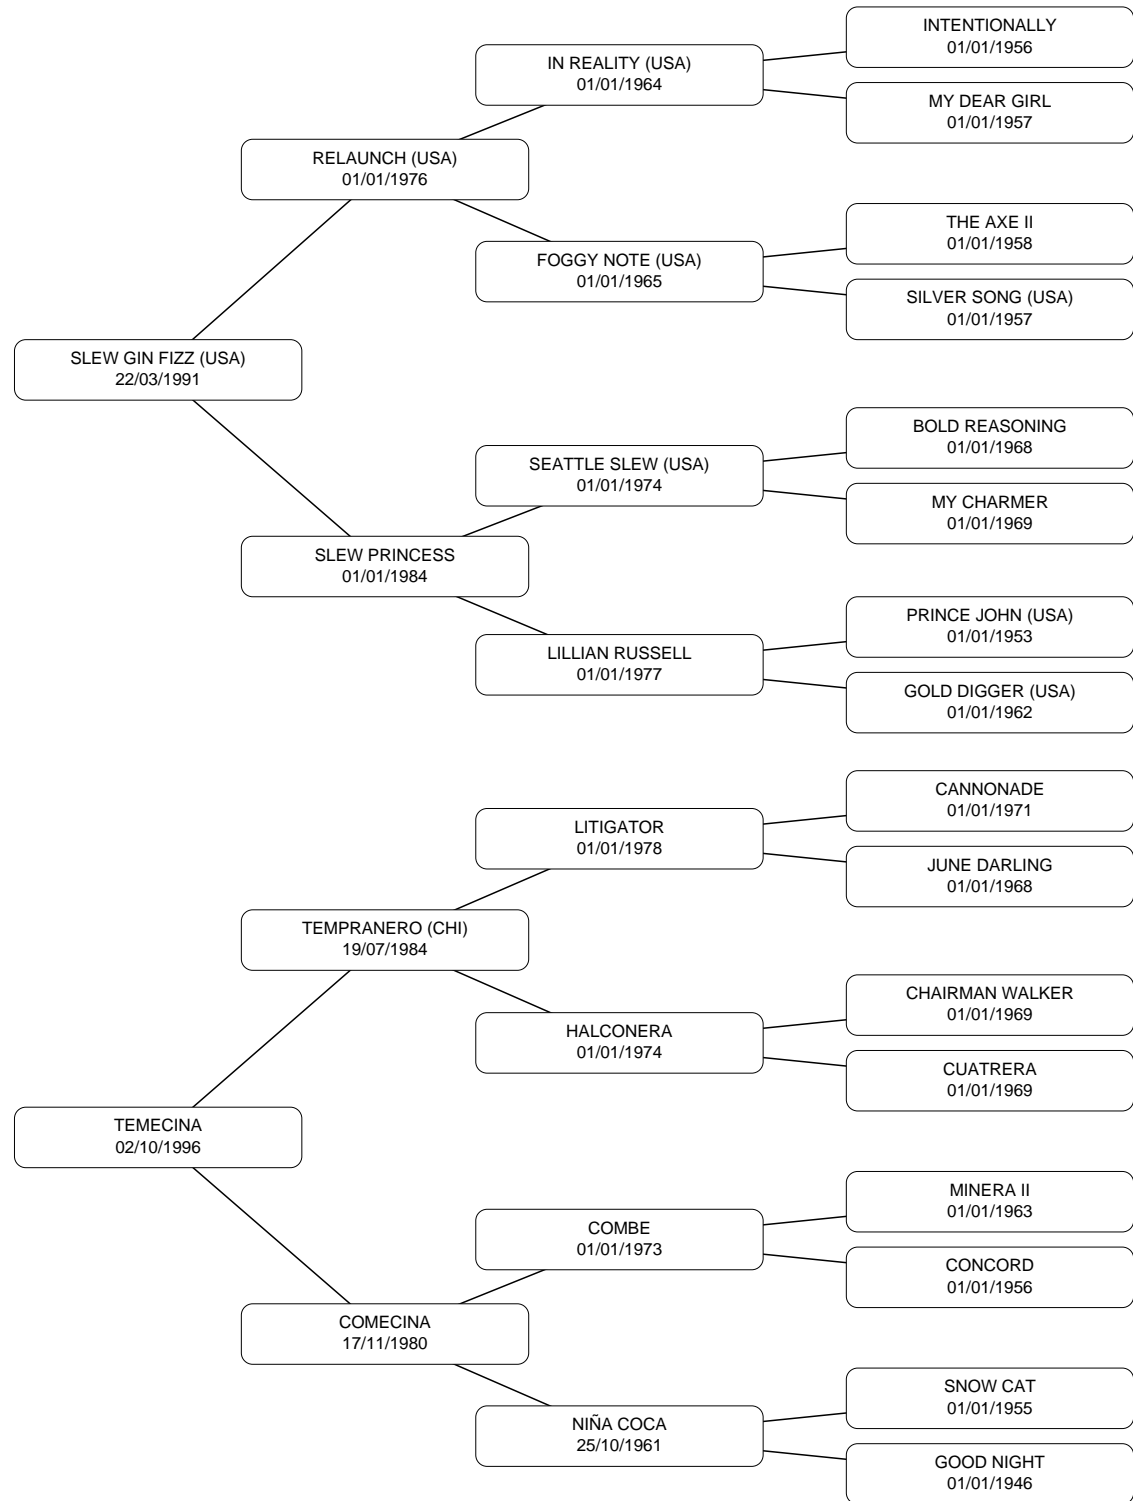 INTENTIONALLY
01/01/1956
IN REALITY (USA)
01/01/1964
MY DEAR GIRL
01/01/1957
RELAUNCH (USA)
01/01/1976
THE AXE II
01/01/1958
FOGGY NOTE (USA)
01/01/1965
SILVER SONG (USA)
01/01/1957
SLEW GIN FIZZ (USA)
22/03/1991
BOLD REASONING
01/01/1968
SEATTLE SLEW (USA)
01/01/1974
MY CHARMER
01/01/1969
SLEW PRINCESS
01/01/1984
PRINCE JOHN (USA)
01/01/1953
LILLIAN RUSSELL
01/01/1977
GOLD DIGGER (USA)
01/01/1962
CANNONADE
01/01/1971
LITIGATOR
01/01/1978
JUNE DARLING
01/01/1968
TEMPRANERO (CHI)
19/07/1984
CHAIRMAN WALKER
01/01/1969
HALCONERA
01/01/1974
CUATRERA
01/01/1969
TEMECINA
02/10/1996
MINERA II
01/01/1963
COMBE
01/01/1973
CONCORD
01/01/1956
COMECINA
17/11/1980
SNOW CAT
01/01/1955
NIÑA COCA
25/10/1961
GOOD NIGHT
01/01/1946